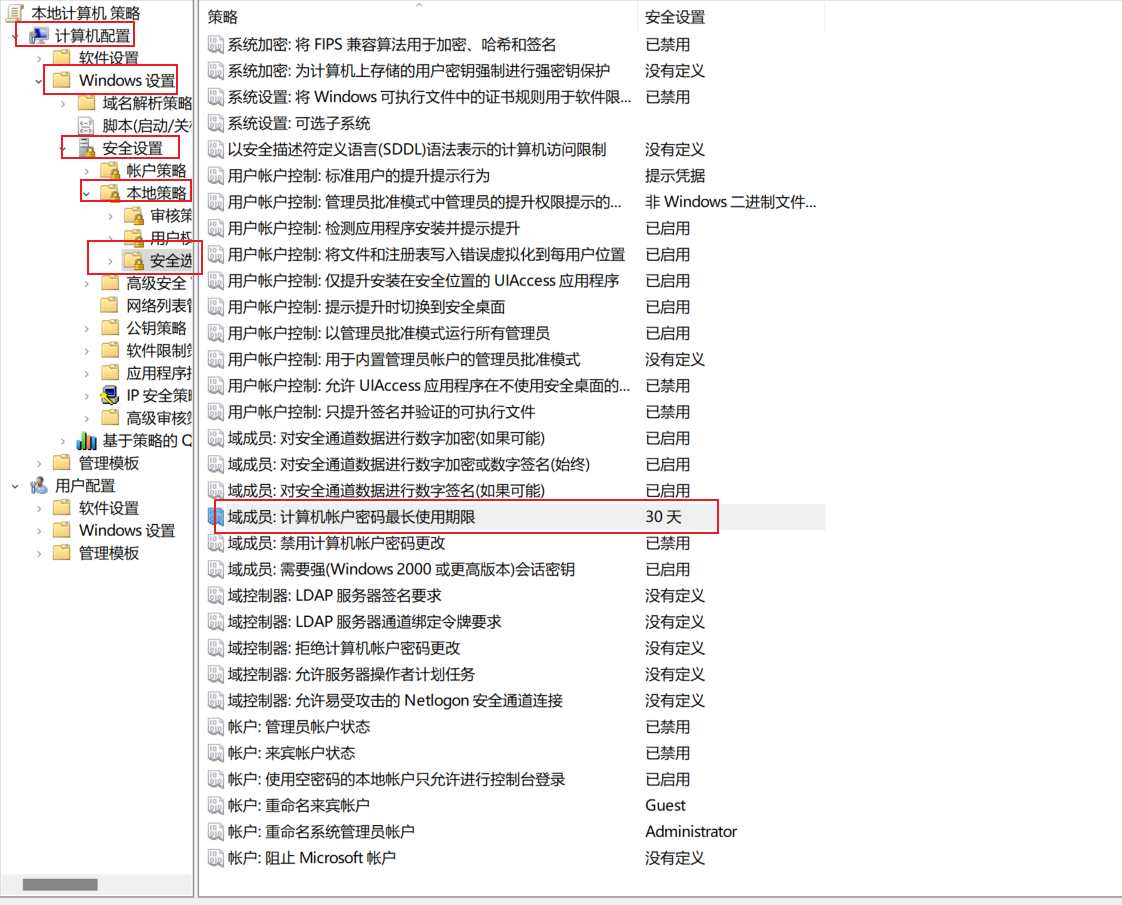 本地计算机 策略
计算机配置
软件设置
Windows 设置
域名解析策略
脚本(启动/关机
安全设置
帐户策略
本地策略
审核策
用户权
安全选
高级安全
网络列表管
公钥策略
软件限制策
应用程序控
IP 安全策略
高级审核策
基于策略的 Q
管理模板
用户配置
软件设置
Windows 设置
管理模板
策略 安全设置
系统加密: 将 FIPS 兼容算法用于加密、哈希和签名 已禁用
系统加密: 为计算机上存储的用户密钥强制进行强密钥保护 没有定义
系统设置: 将 Windows 可执行文件中的证书规则用于软件限... 已禁用
系统设置: 可选子系统
以安全描述符定义语言(SDDL)语法表示的计算机访问限制 没有定义
用户帐户控制: 标准用户的提升提示行为 提示凭据
用户帐户控制: 管理员批准模式中管理员的提升权限提示的... 非 Windows 二进制文件...
用户帐户控制: 检测应用程序安装并提示提升 已启用
用户帐户控制: 将文件和注册表写入错误虚拟化到每用户位置 已启用
用户帐户控制: 仅提升安装在安全位置的 UIAccess 应用程序 已启用
用户帐户控制: 提示提升时切换到安全桌面 已启用
用户帐户控制: 以管理员批准模式运行所有管理员 已启用
用户帐户控制: 用于内置管理员帐户的管理员批准模式 没有定义
用户帐户控制: 允许 UIAccess 应用程序在不使用安全桌面的... 已禁用
用户帐户控制: 只提升签名并验证的可执行文件 已禁用
域成员: 对安全通道数据进行数字加密(如果可能) 已启用
域成员: 对安全通道数据进行数字加密或数字签名(始终) 已启用
域成员: 对安全通道数据进行数字签名(如果可能) 已启用
域成员: 计算机帐户密码最长使用期限 30 天
域成员: 禁用计算机帐户密码更改 已禁用
域成员: 需要强(Windows 2000 或更高版本)会话密钥 已启用
域控制器: LDAP 服务器签名要求 没有定义
域控制器: LDAP 服务器通道绑定令牌要求 没有定义
域控制器: 拒绝计算机帐户密码更改 没有定义
域控制器: 允许服务器操作者计划任务 没有定义
域控制器: 允许易受攻击的 Netlogon 安全通道连接 没有定义
帐户: 管理员帐户状态 已禁用
帐户: 来宾帐户状态 已禁用
帐户: 使用空密码的本地帐户只允许进行控制台登录 已启用
帐户: 重命名来宾帐户 Guest
帐户: 重命名系统管理员帐户 Administrator
帐户: 阻止 Microsoft 帐户 没有定义